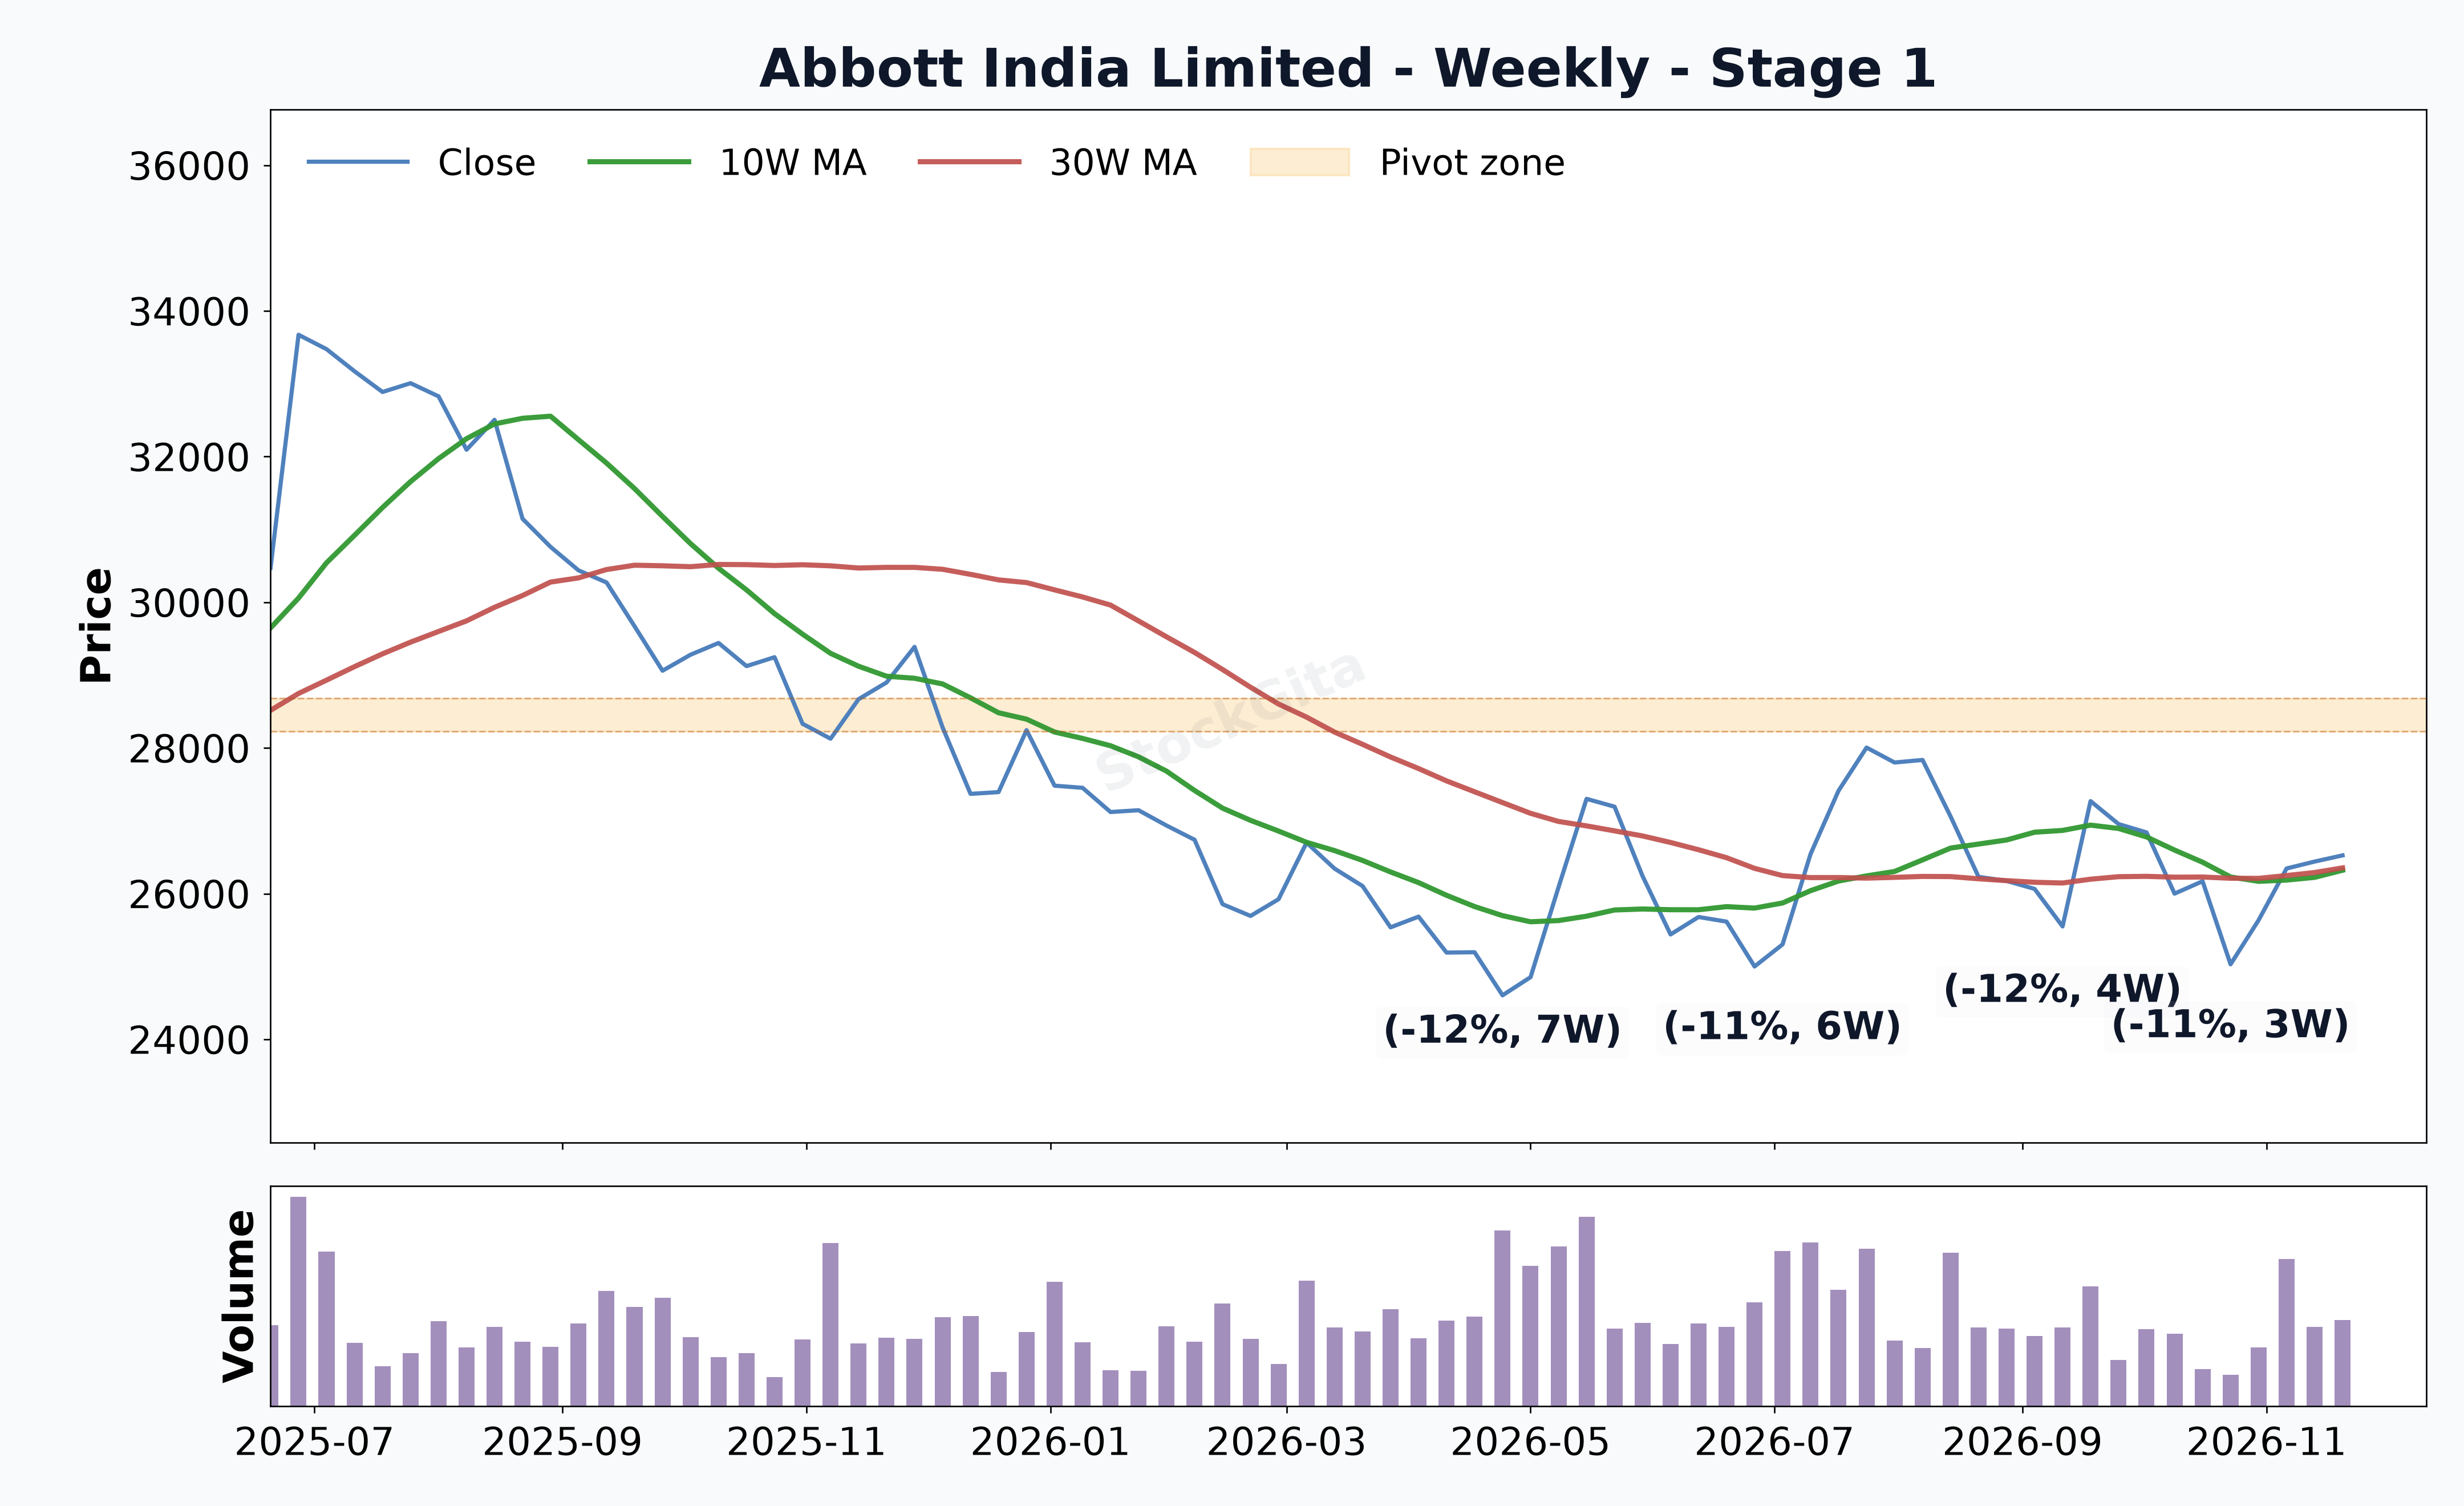 Abbott India Limited - Weekly - Stage 1
Close 10W MA 30W MA Pivot zone
36000
34000
32000
30000
28000
26000
24000
Price
StockGita
(-12%, 4W)
(-11%, 3W)
(-11%, 6W)
(-12%, 7W)
Volume
2025-07 2025-09 2025-11 2026-01 2026-03 2026-05 2026-07 2026-09 2026-11